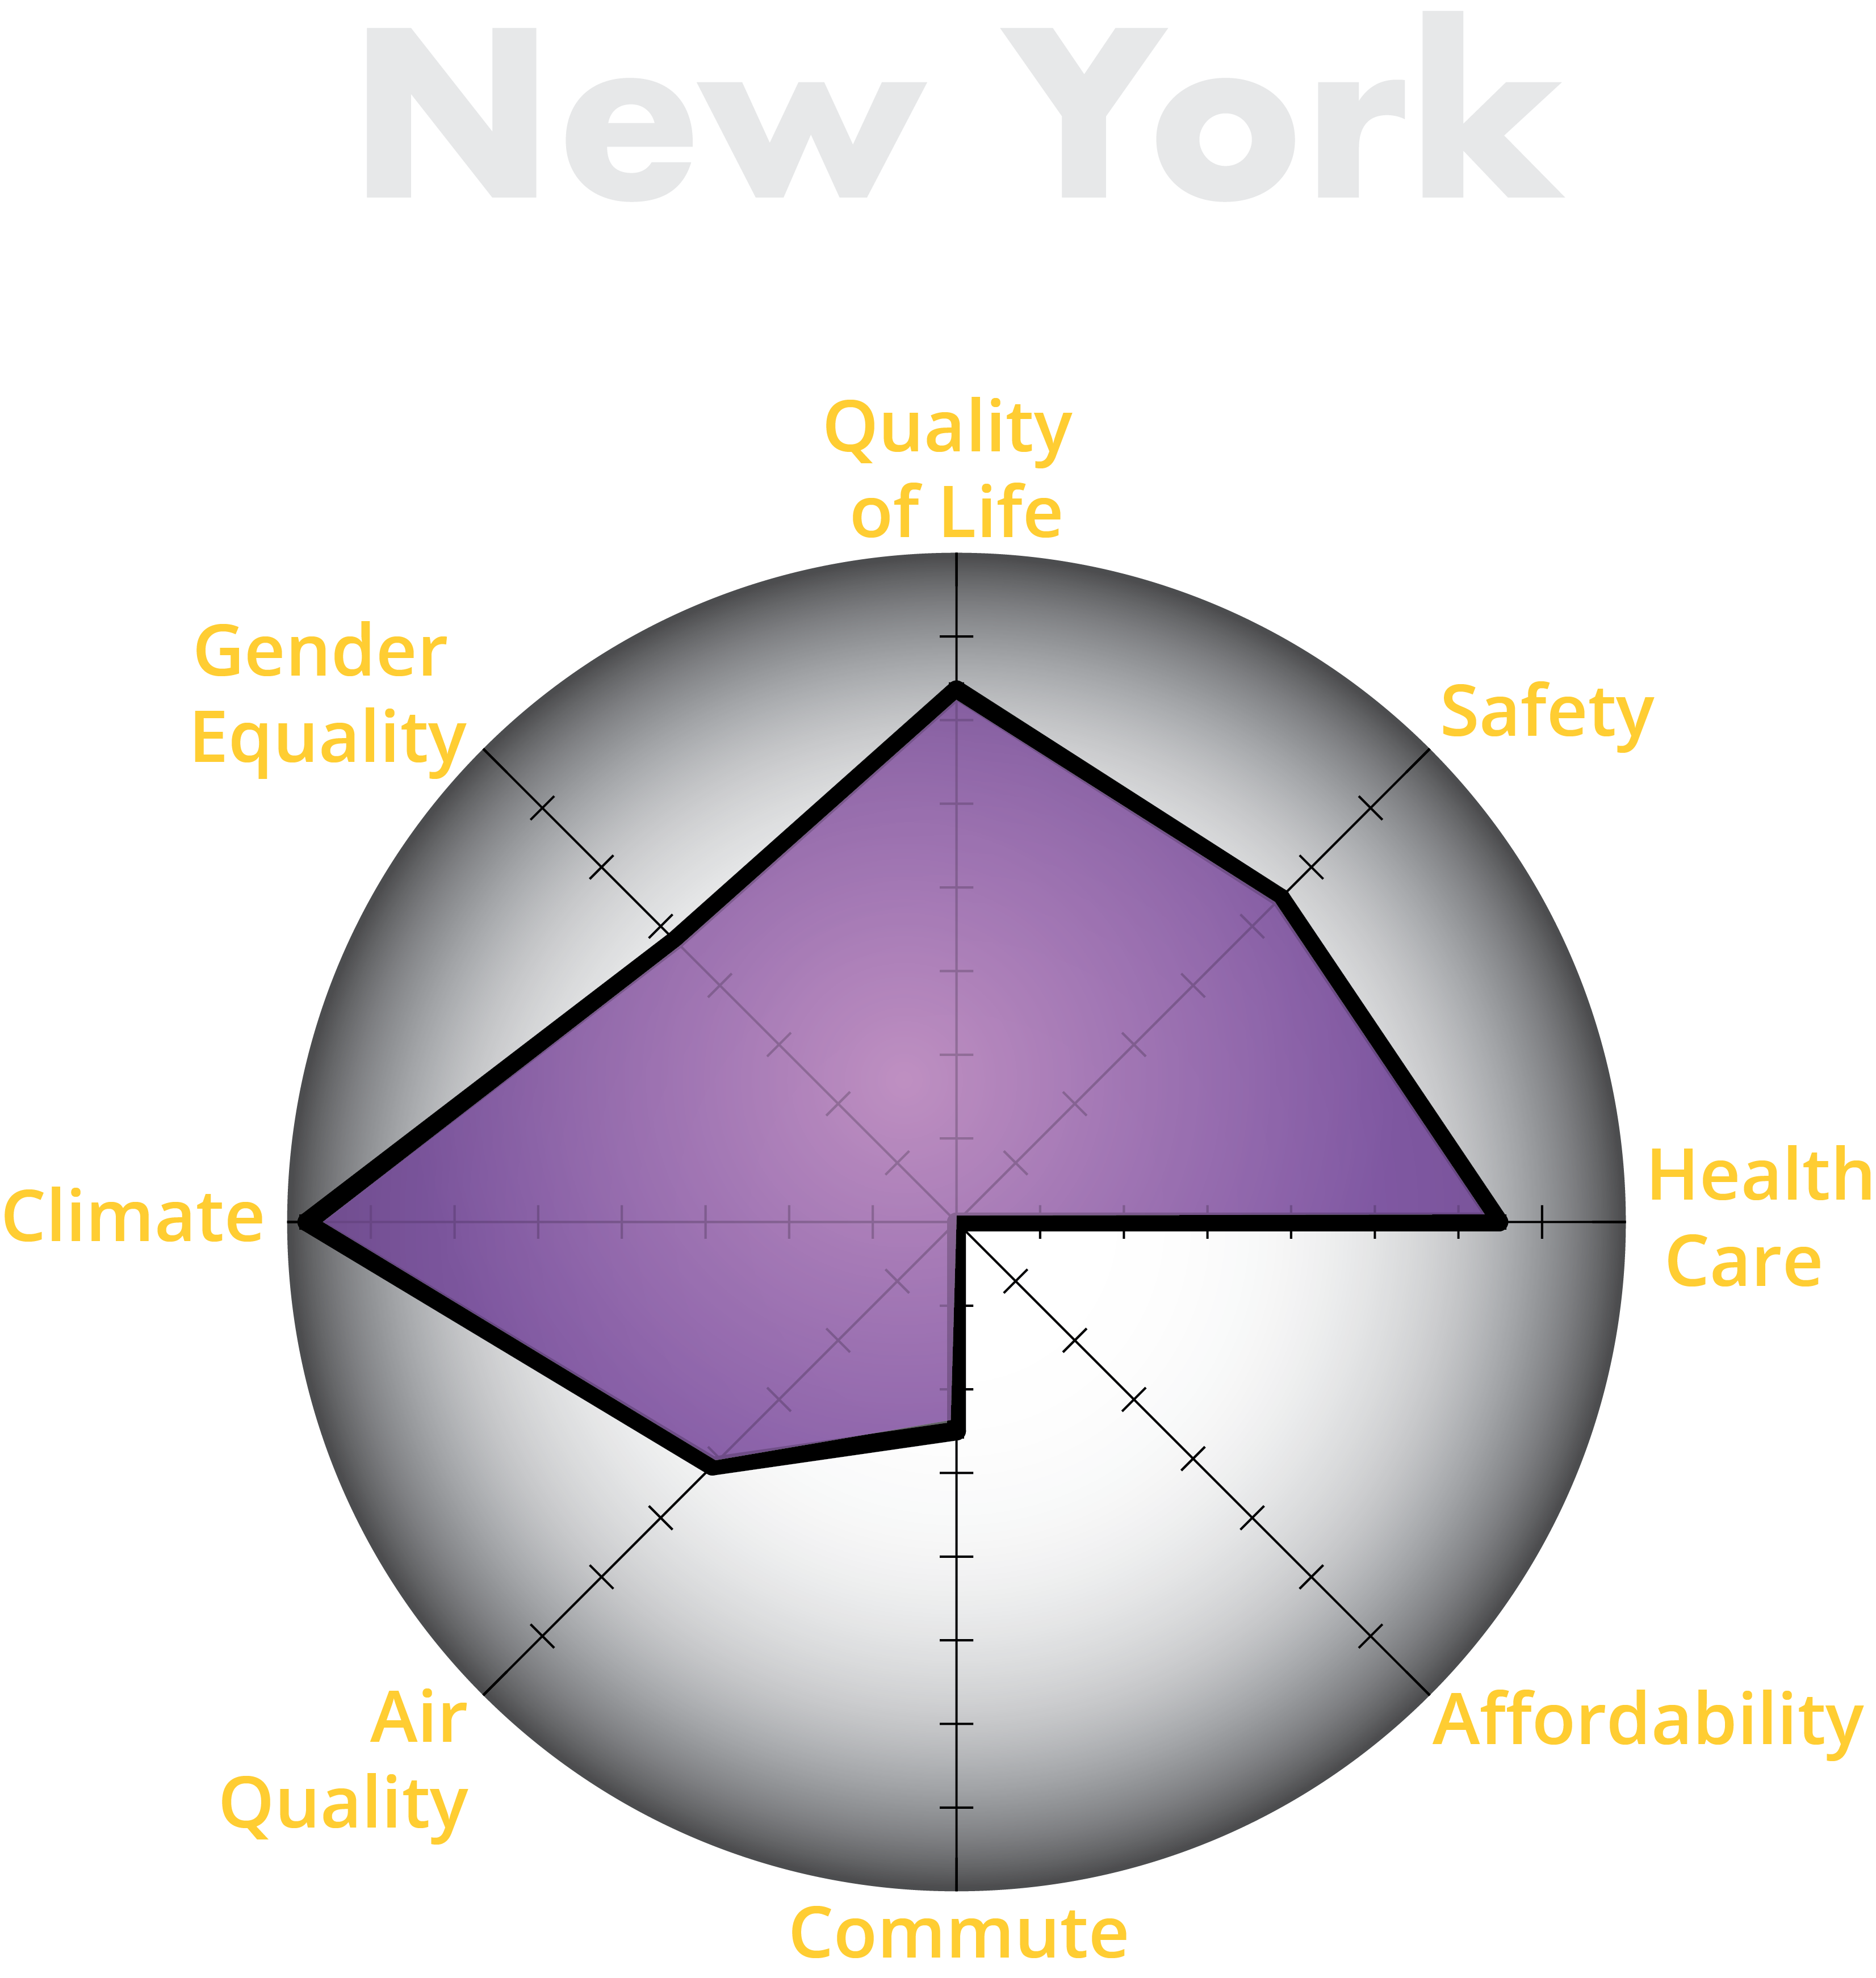 New York
Quality
of Life
Gender
Equality
Safety
Climate
Health
Care
Air
Quality
Affordability
Commute